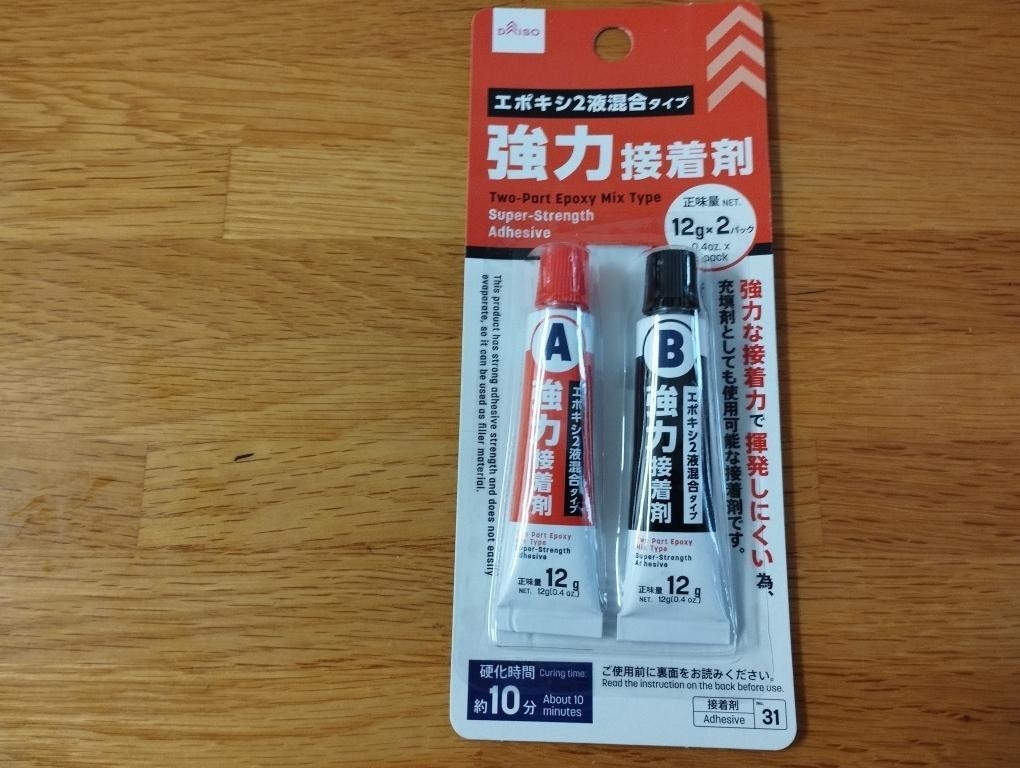 DAISO
エポキシ2液混合タイプ
強力接着剤
Two-Part Epoxy Mix Type
Super-Strength
Adhesive
正味量 NET.
12g×2パック
0.4oz. x
pack
強力な接着力で揮発しにくい為、
充填剤としても使用可能な接着剤です。
This product has strong adhesive strength and does not easily
evaporate, so it can be used as filler material.
A
エポキシ2液混合タイプ
強力接着剤
Two Part Epoxy
Mix Type
Super-Strength
Adhesive
正味量 12g
NET. 12g(0.4 oz.)
B
エポキシ2液混合タイプ
強力接着剤
Two Part Epoxy
Mix Type
Super-Strength
Adhesive
正味量 12g
NET. 12g(0.4 oz.)
硬化時間 Curing time:
約10分 About 10 minutes
ご使用前に裏面をお読みください。
Read the instruction on the back before use.
接着剤
Adhesive
No. 31